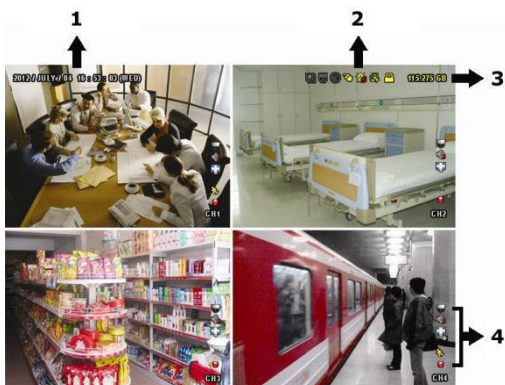 1
2
2012 / JULY / 04 16 : 53 : 03 (WED)
115.275 GB
3
CH1
CH2
4
CH3
CH4